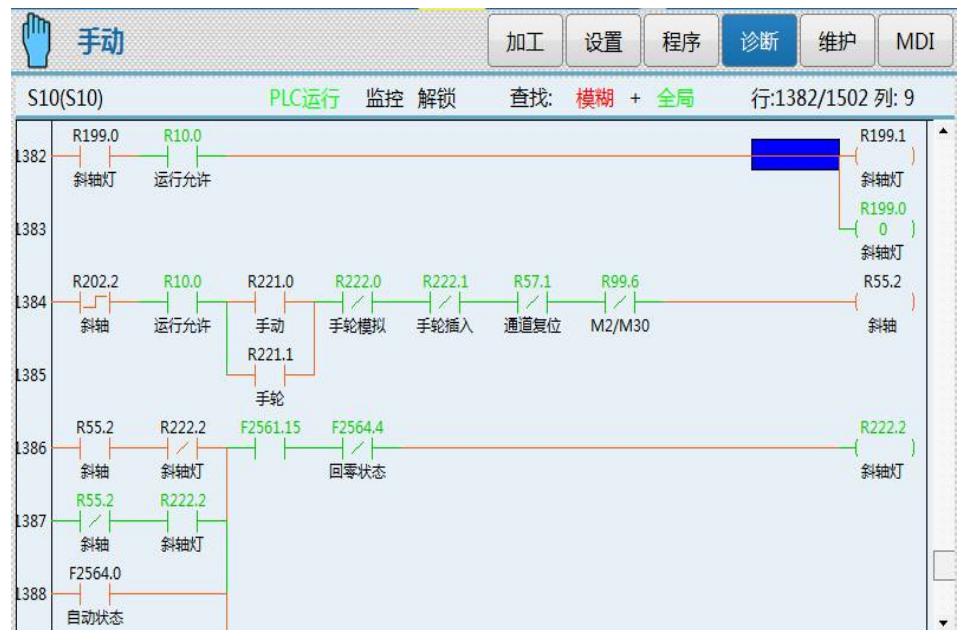 手动 加工 设置 程序 诊断 维护 MDI
S10(S10) PLC运行 监控 解锁 查找: 模糊 + 全局 行:1382/1502 列: 9
R199.0 R10.0 R199.1
1382
斜轴灯 运行允许 斜轴灯
R199.0
1383 0
斜轴灯
R202.2 R10.0 R221.0 R222.0 R222.1 R57.1 R99.6 R55.2
1384
斜轴 运行允许 手动 手轮模拟 手轮插入 通道复位 M2/M30 斜轴
R221.1
1385
手轮
R55.2 R222.2 F2561.15 F2564.4 R222.2
1386
斜轴 斜轴灯 回零状态 斜轴灯
R55.2 R222.2
1387
斜轴 斜轴灯
F2564.0
1388
自动状态